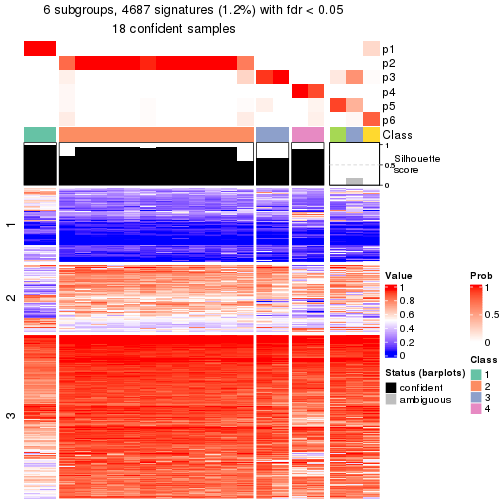 6 subgroups, 4687 signatures (1.2%) with fdr < 0.05
18 confident samples
p1
p2
p3
p4
p5
p6
Class
1
0.5
0
Silhouette
score
1
2
3
Value
1
0.8
0.6
0.4
0.2
0
Prob
1
0.5
0
Status (barplots)
confident
ambiguous
Class
1
2
3
4